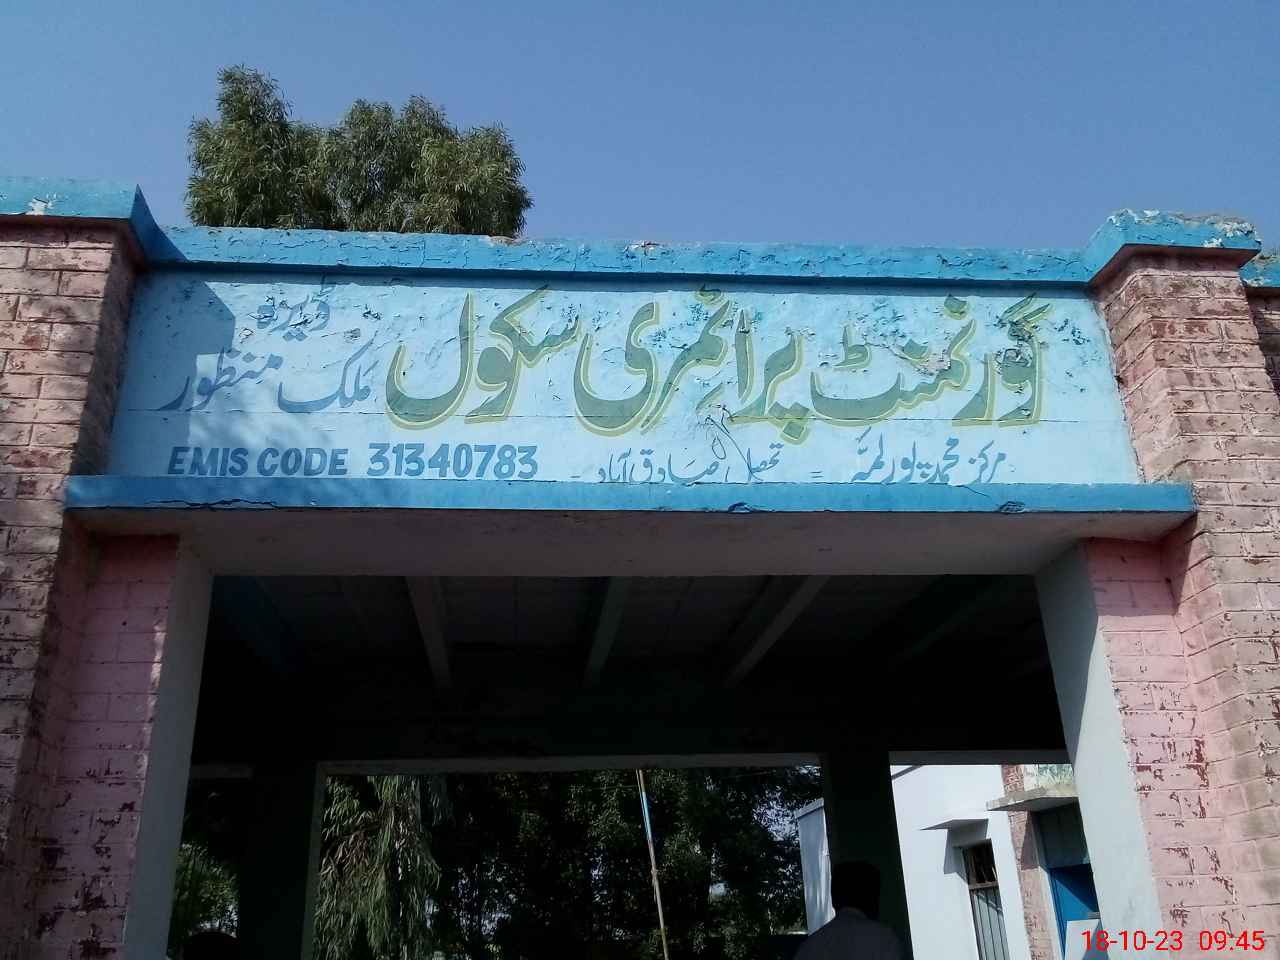 گورنمنٹ پرائمری سکول ڈیرہ ملک منظور
مرکز محمد پور لمہ = تحصیل صادق آباد -
EMIS CODE 31340783
18-10-23 09:45